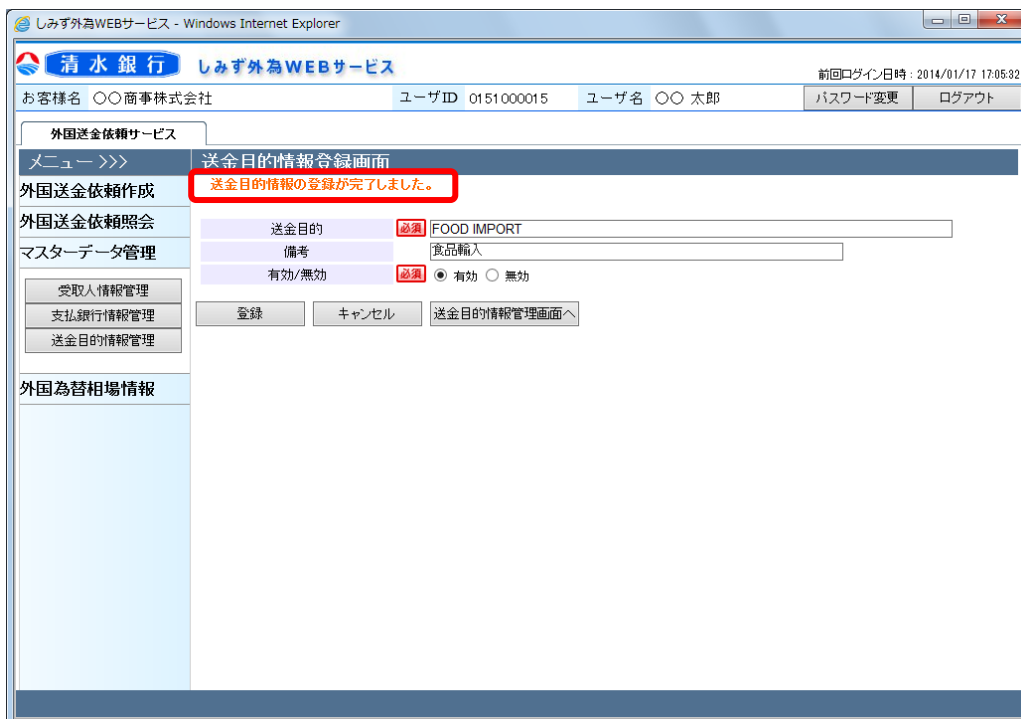 しみず外為WEBサービス - Windows Internet Explorer
清水銀行 しみず外為WEBサービス
前回ログイン日時 : 2014/01/17 17:05:32
お客様名 〇〇商事株式会社 ユーザID 0151000015 ユーザ名 〇〇 太郎 パスワード変更 ログアウト
外国送金依頼サービス
メニュー >>> 送金目的情報登録画面
送金目的情報の登録が完了しました。
外国送金依頼作成
外国送金依頼照会
マスターデータ管理
受取人情報管理
支払銀行情報管理
送金目的情報管理
外国為替相場情報
送金目的 必須 FOOD IMPORT
備考 食品輸入
有効/無効 必須 有効 無効
登録 キャンセル 送金目的情報管理画面へ